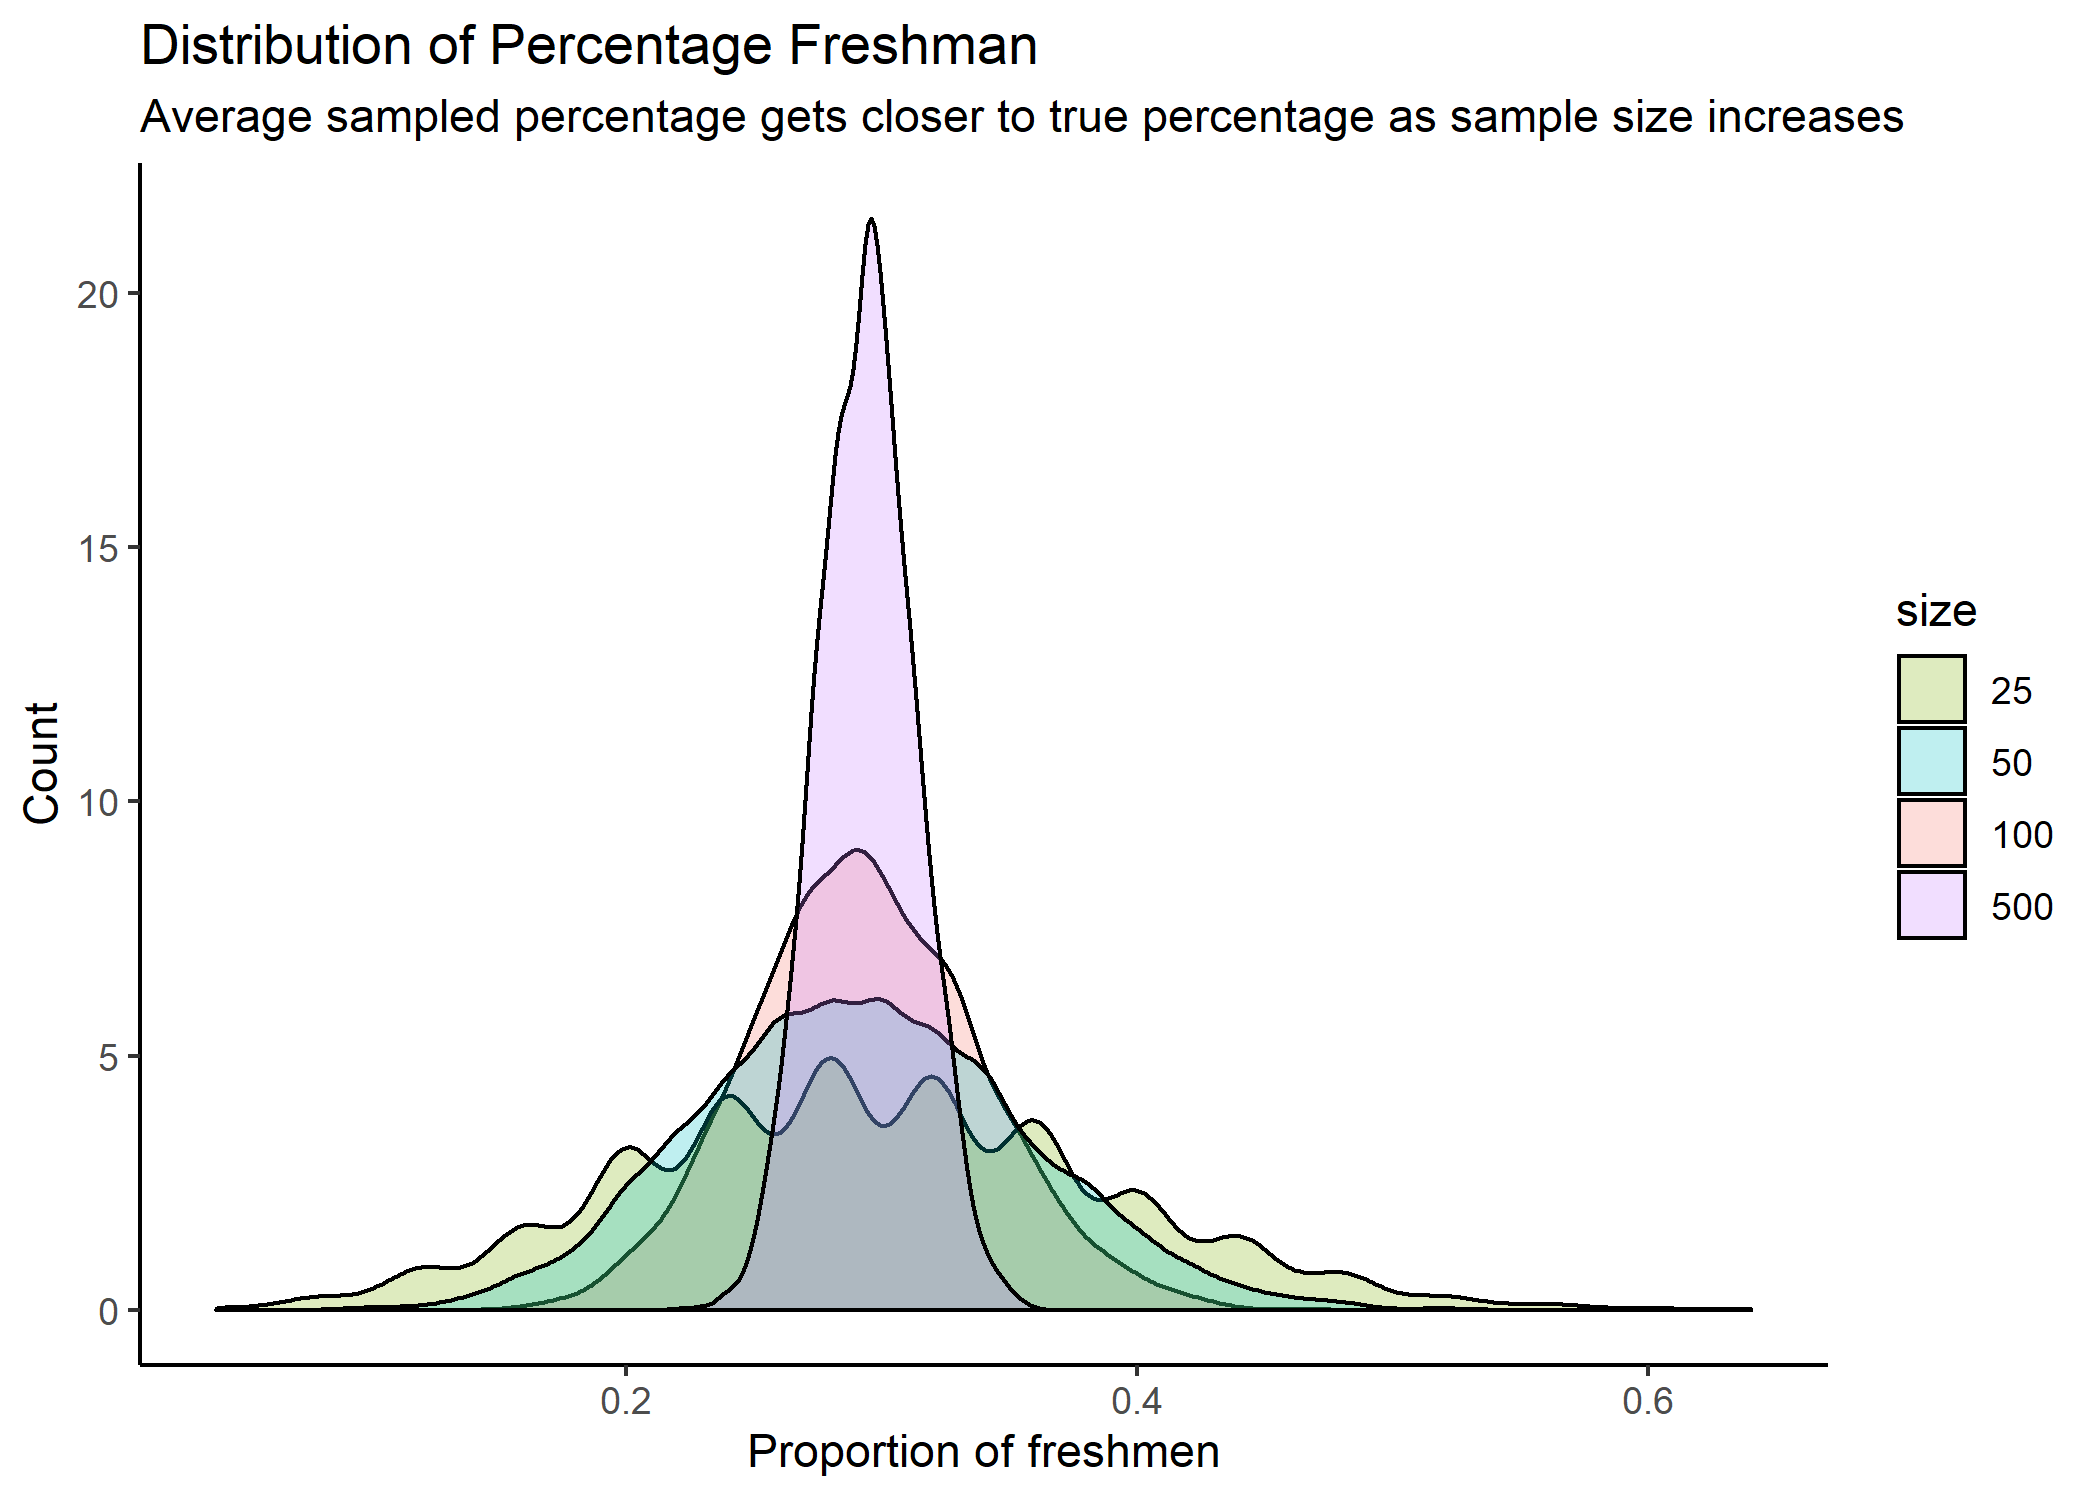 Distribution of Percentage Freshman
Average sampled percentage gets closer to true percentage as sample size increases
20
15
10
5
0
Count
0.2
0.4
0.6
Proportion of freshmen
size
25
50
100
500